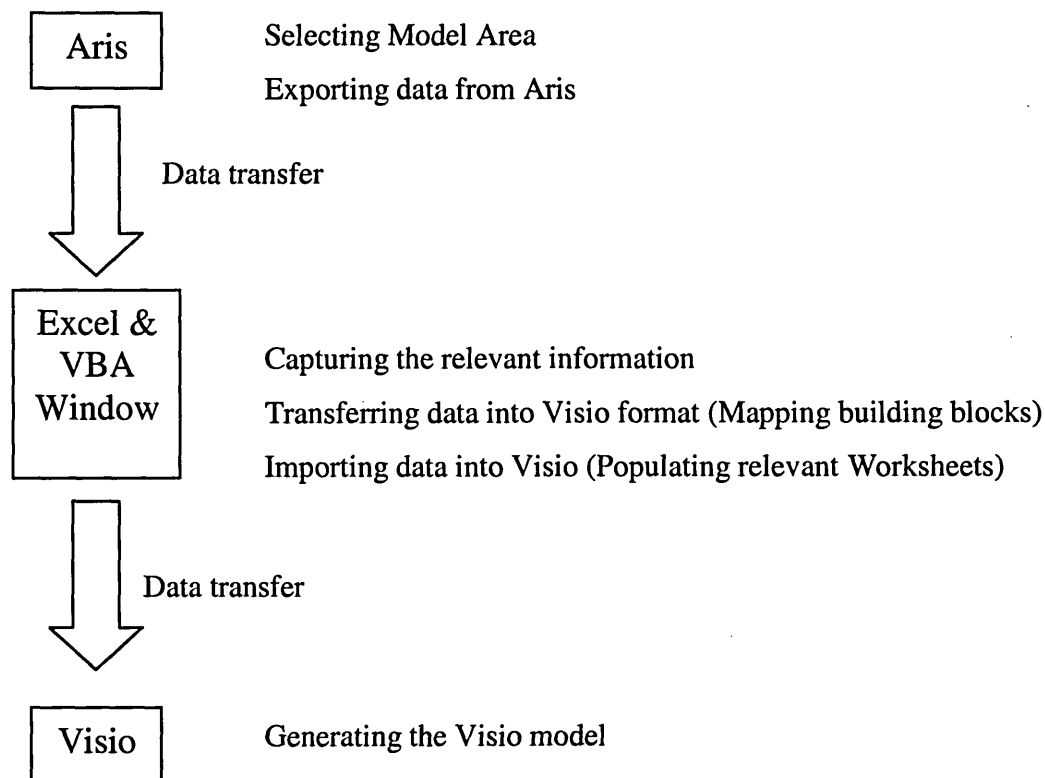 Aris
Selecting Model Area
Exporting data from Aris
Data transfer
Excel &
VBA
Window
Capturing the relevant information
Transferring data into Visio format (Mapping building blocks)
Importing data into Visio (Populating relevant Worksheets)
Data transfer
Visio
Generating the Visio model